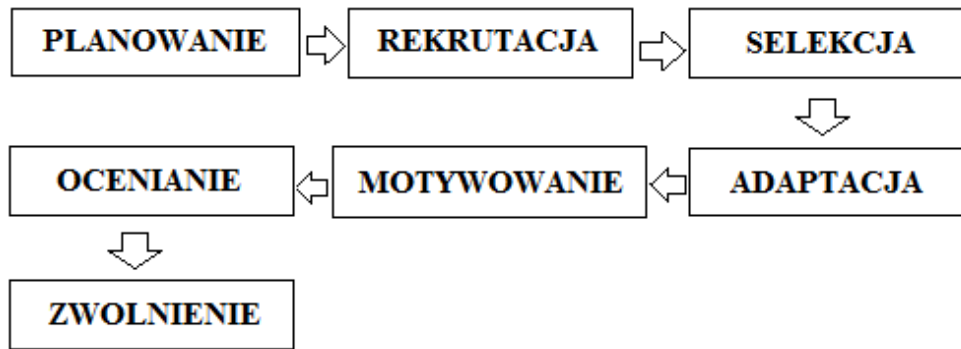 PLANOWANIE
REKRUTACJA
SELEKCJA
ADAPTACJA
MOTYWOWANIE
OCENIANIE
ZWOLNIENIE